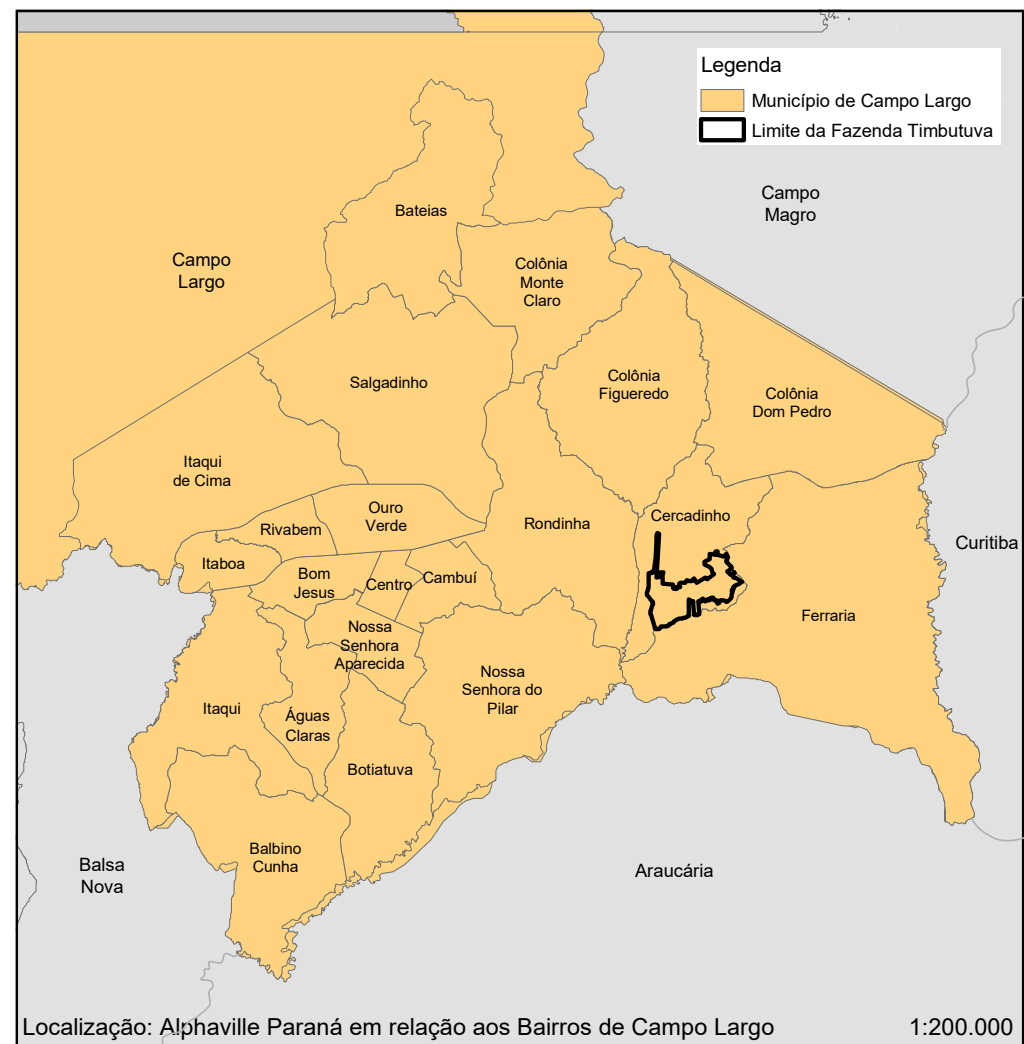 Legenda
Município de Campo Largo
Limite da Fazenda Timbutuva
Campo
Magro
Bateias
Campo
Largo
Colônia
Monte
Claro
Salgadinho
Colônia
Figueredo
Colônia
Dom Pedro
Itaqui
de Cima
Ouro
Verde
Rivabem
Rondinha
Cercadinho
Curitiba
Itaboa
Bom
Jesus
Centro
Cambuí
Ferraria
Nossa
Senhora
Aparecida
Nossa
Senhora do
Pilar
Itaqui
Águas
Claras
Botiatuva
Balbino
Cunha
Balsa
Nova
Araucária
Localização: Alphaville Paraná em relação aos Bairros de Campo Largo
1:200.000